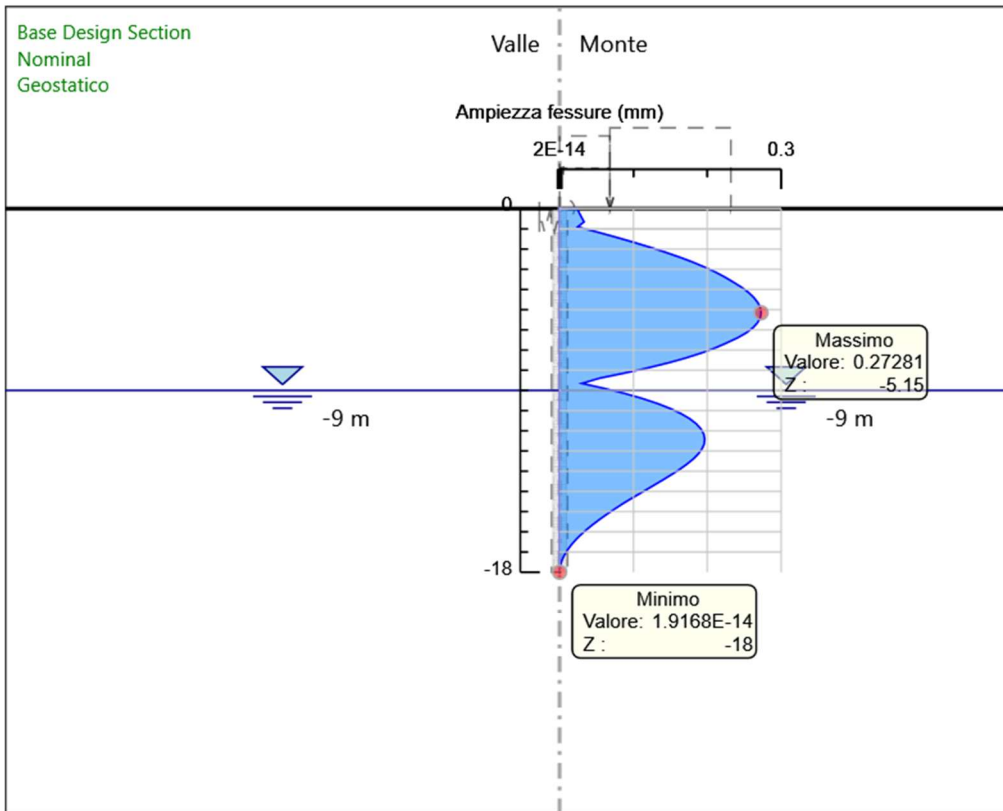 Base Design Section
Nominal
Geostatico
Valle Monte
Ampiezza fessure (mm)
2E-14 0.3
0
Massimo
Valore: 0.27281
Z : -5.15
-9 m -9 m
-18
Minimo
Valore: 1.9168E-14
Z : -18